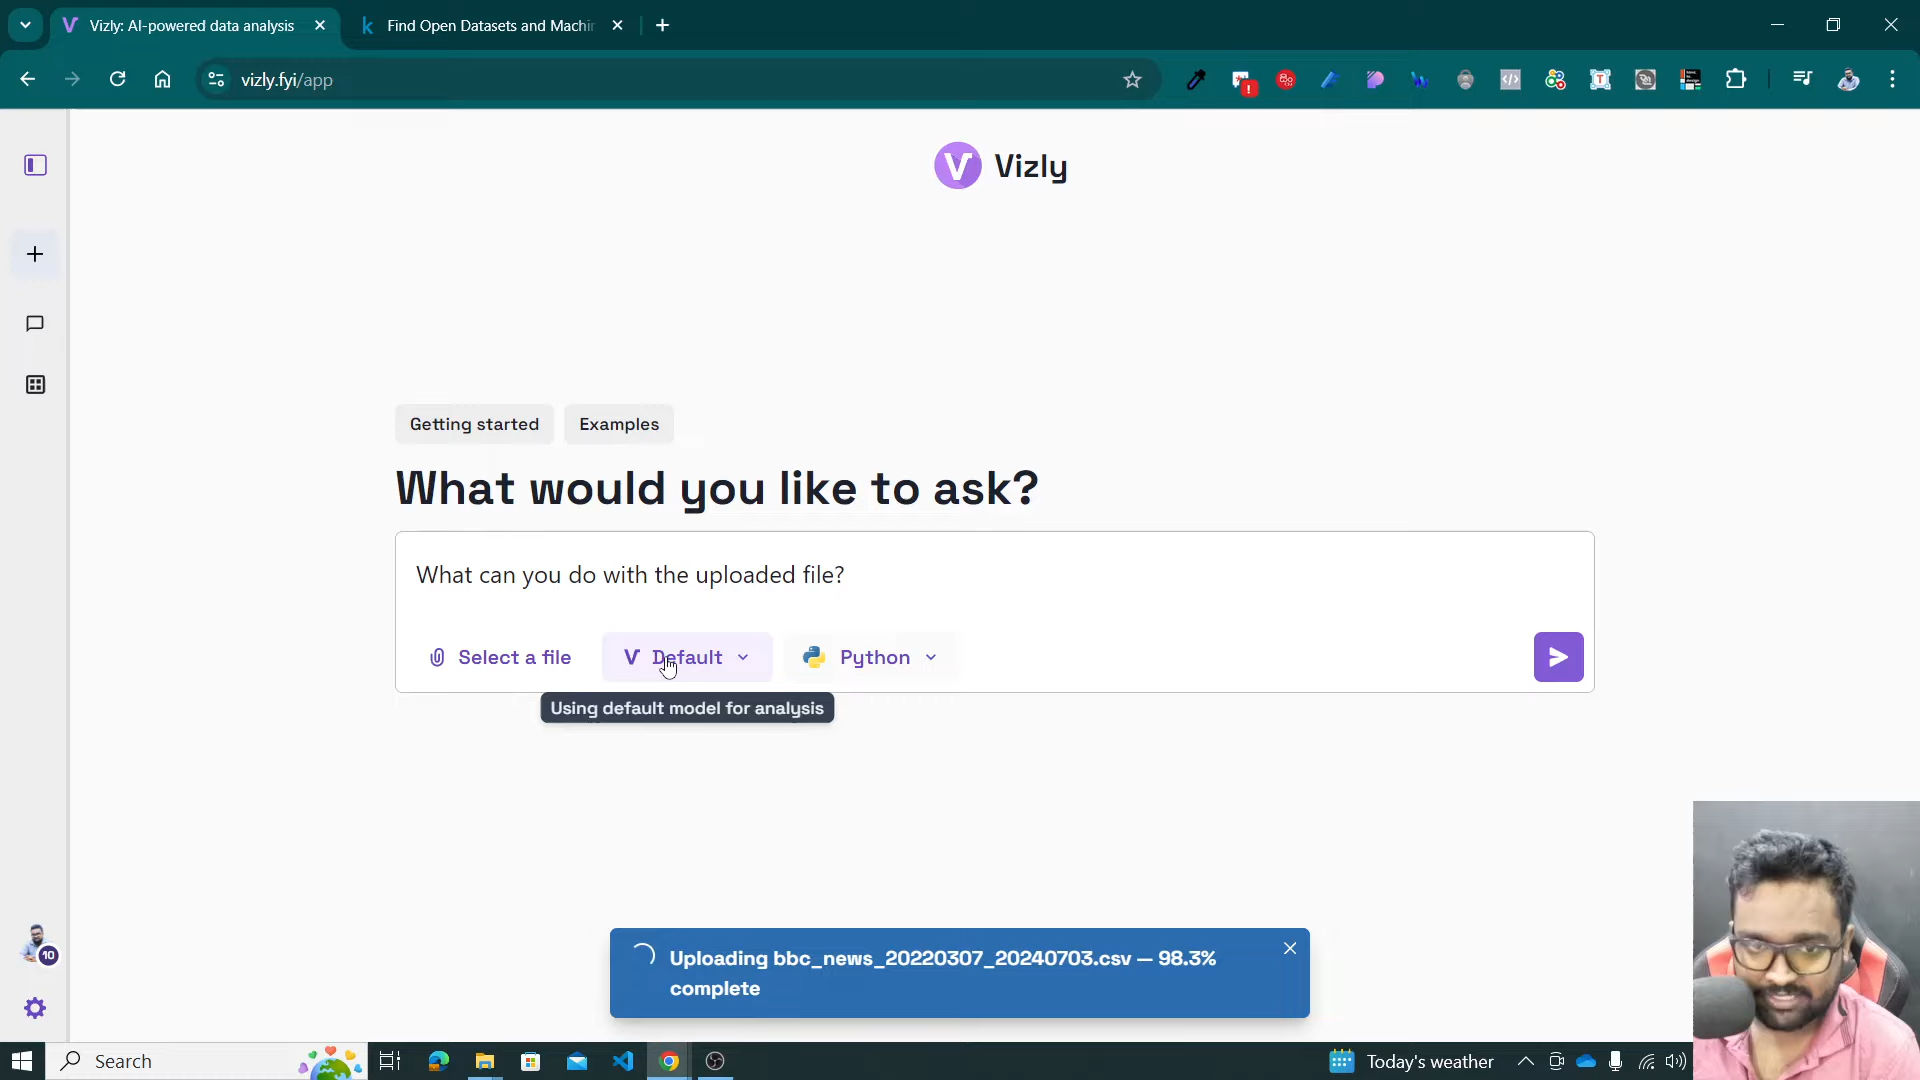 Vizly: AI-powered data analysis
Find Open Datasets and Machin
vizly.fyi/app
Vizly
Getting started
Examples
What would you like to ask?
What can you do with the uploaded file?
Select a file
Default
Python
Using default model for analysis
10
Uploading bbc_news_20220307_20240703.csv — 98.3%
complete
Search
Today's weather